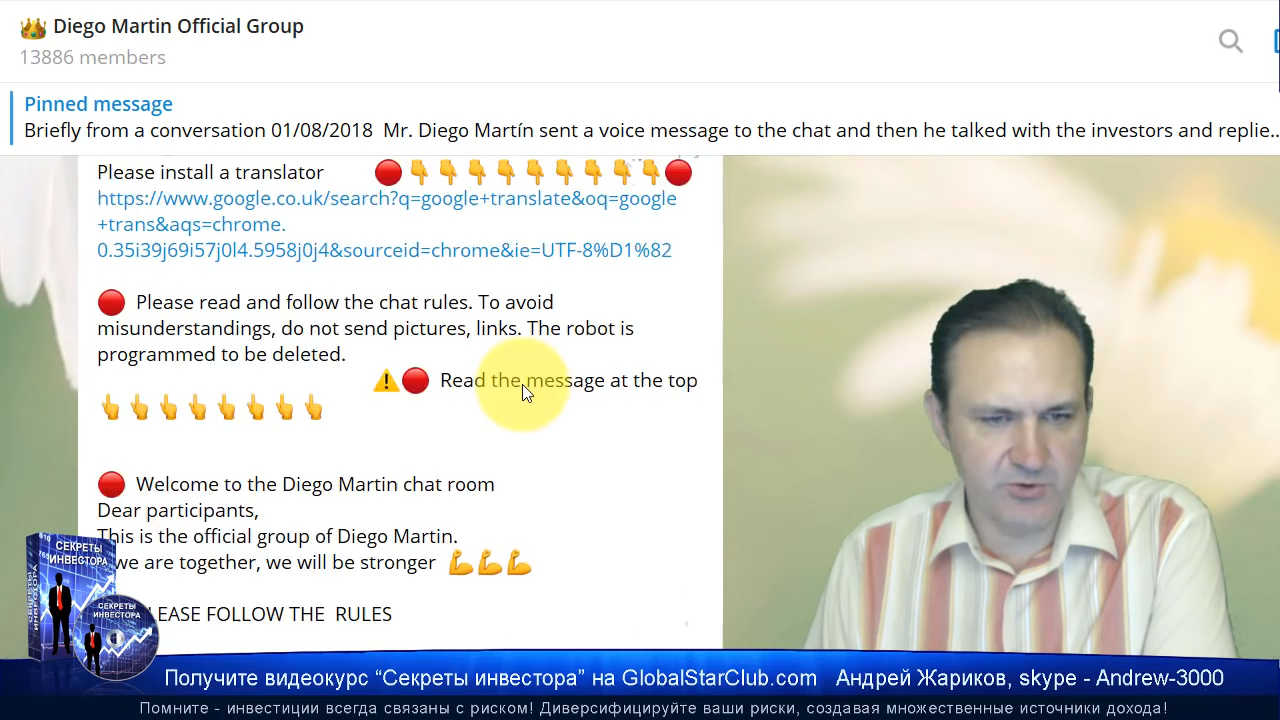 Diego Martin Official Group
13886 members
Pinned message
Briefly from a conversation 01/08/2018 Mr. Diego Martín sent a voice message to the chat and then he talked with the investors and replie...
Please install a translator
https://www.google.co.uk/search?q=google+translate&oq=google
+trans&aqs=chrome.
0.35i39j69i57j0l4.5958j0j4&sourceid=chrome&ie=UTF-8%D1%82
Please read and follow the chat rules. To avoid
misunderstandings, do not send pictures, links. The robot is
programmed to be deleted.
Read the message at the top
Welcome to the Diego Martin chat room
Dear participants,
This is the official group of Diego Martin.
we are together, we will be stronger
LEASE FOLLOW THE RULES
СЕКРЕТЫ
ИНВЕСТОРА
СЕКРЕТЫ
ИНВЕСТОРА
СЕКРЕТЫ
ИНВЕСТОРА
Получите видеокурс “Секреты инвестора” на GlobalStarClub.com Андрей Жариков, skype - Andrew-3000
Помните - инвестиции всегда связаны с риском! Диверсифицируйте ваши риски, создавая множественные источники дохода!